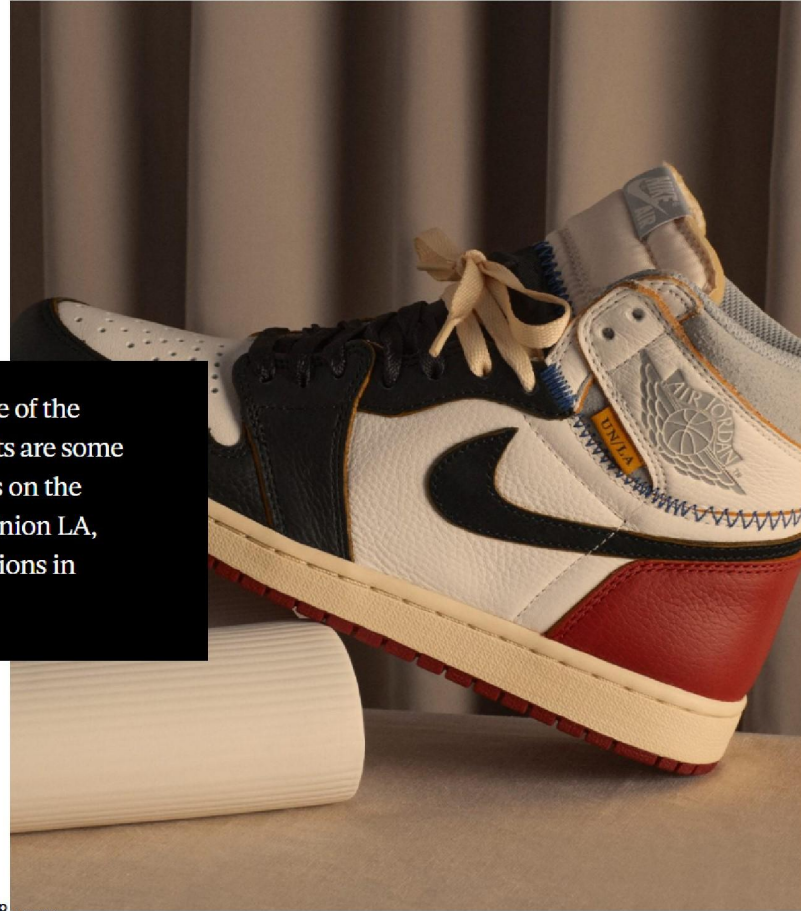 e of the
ts are some
s on the
nion LA,
ions in
NIKE
AIR
AIR JORDAN
UN/LA